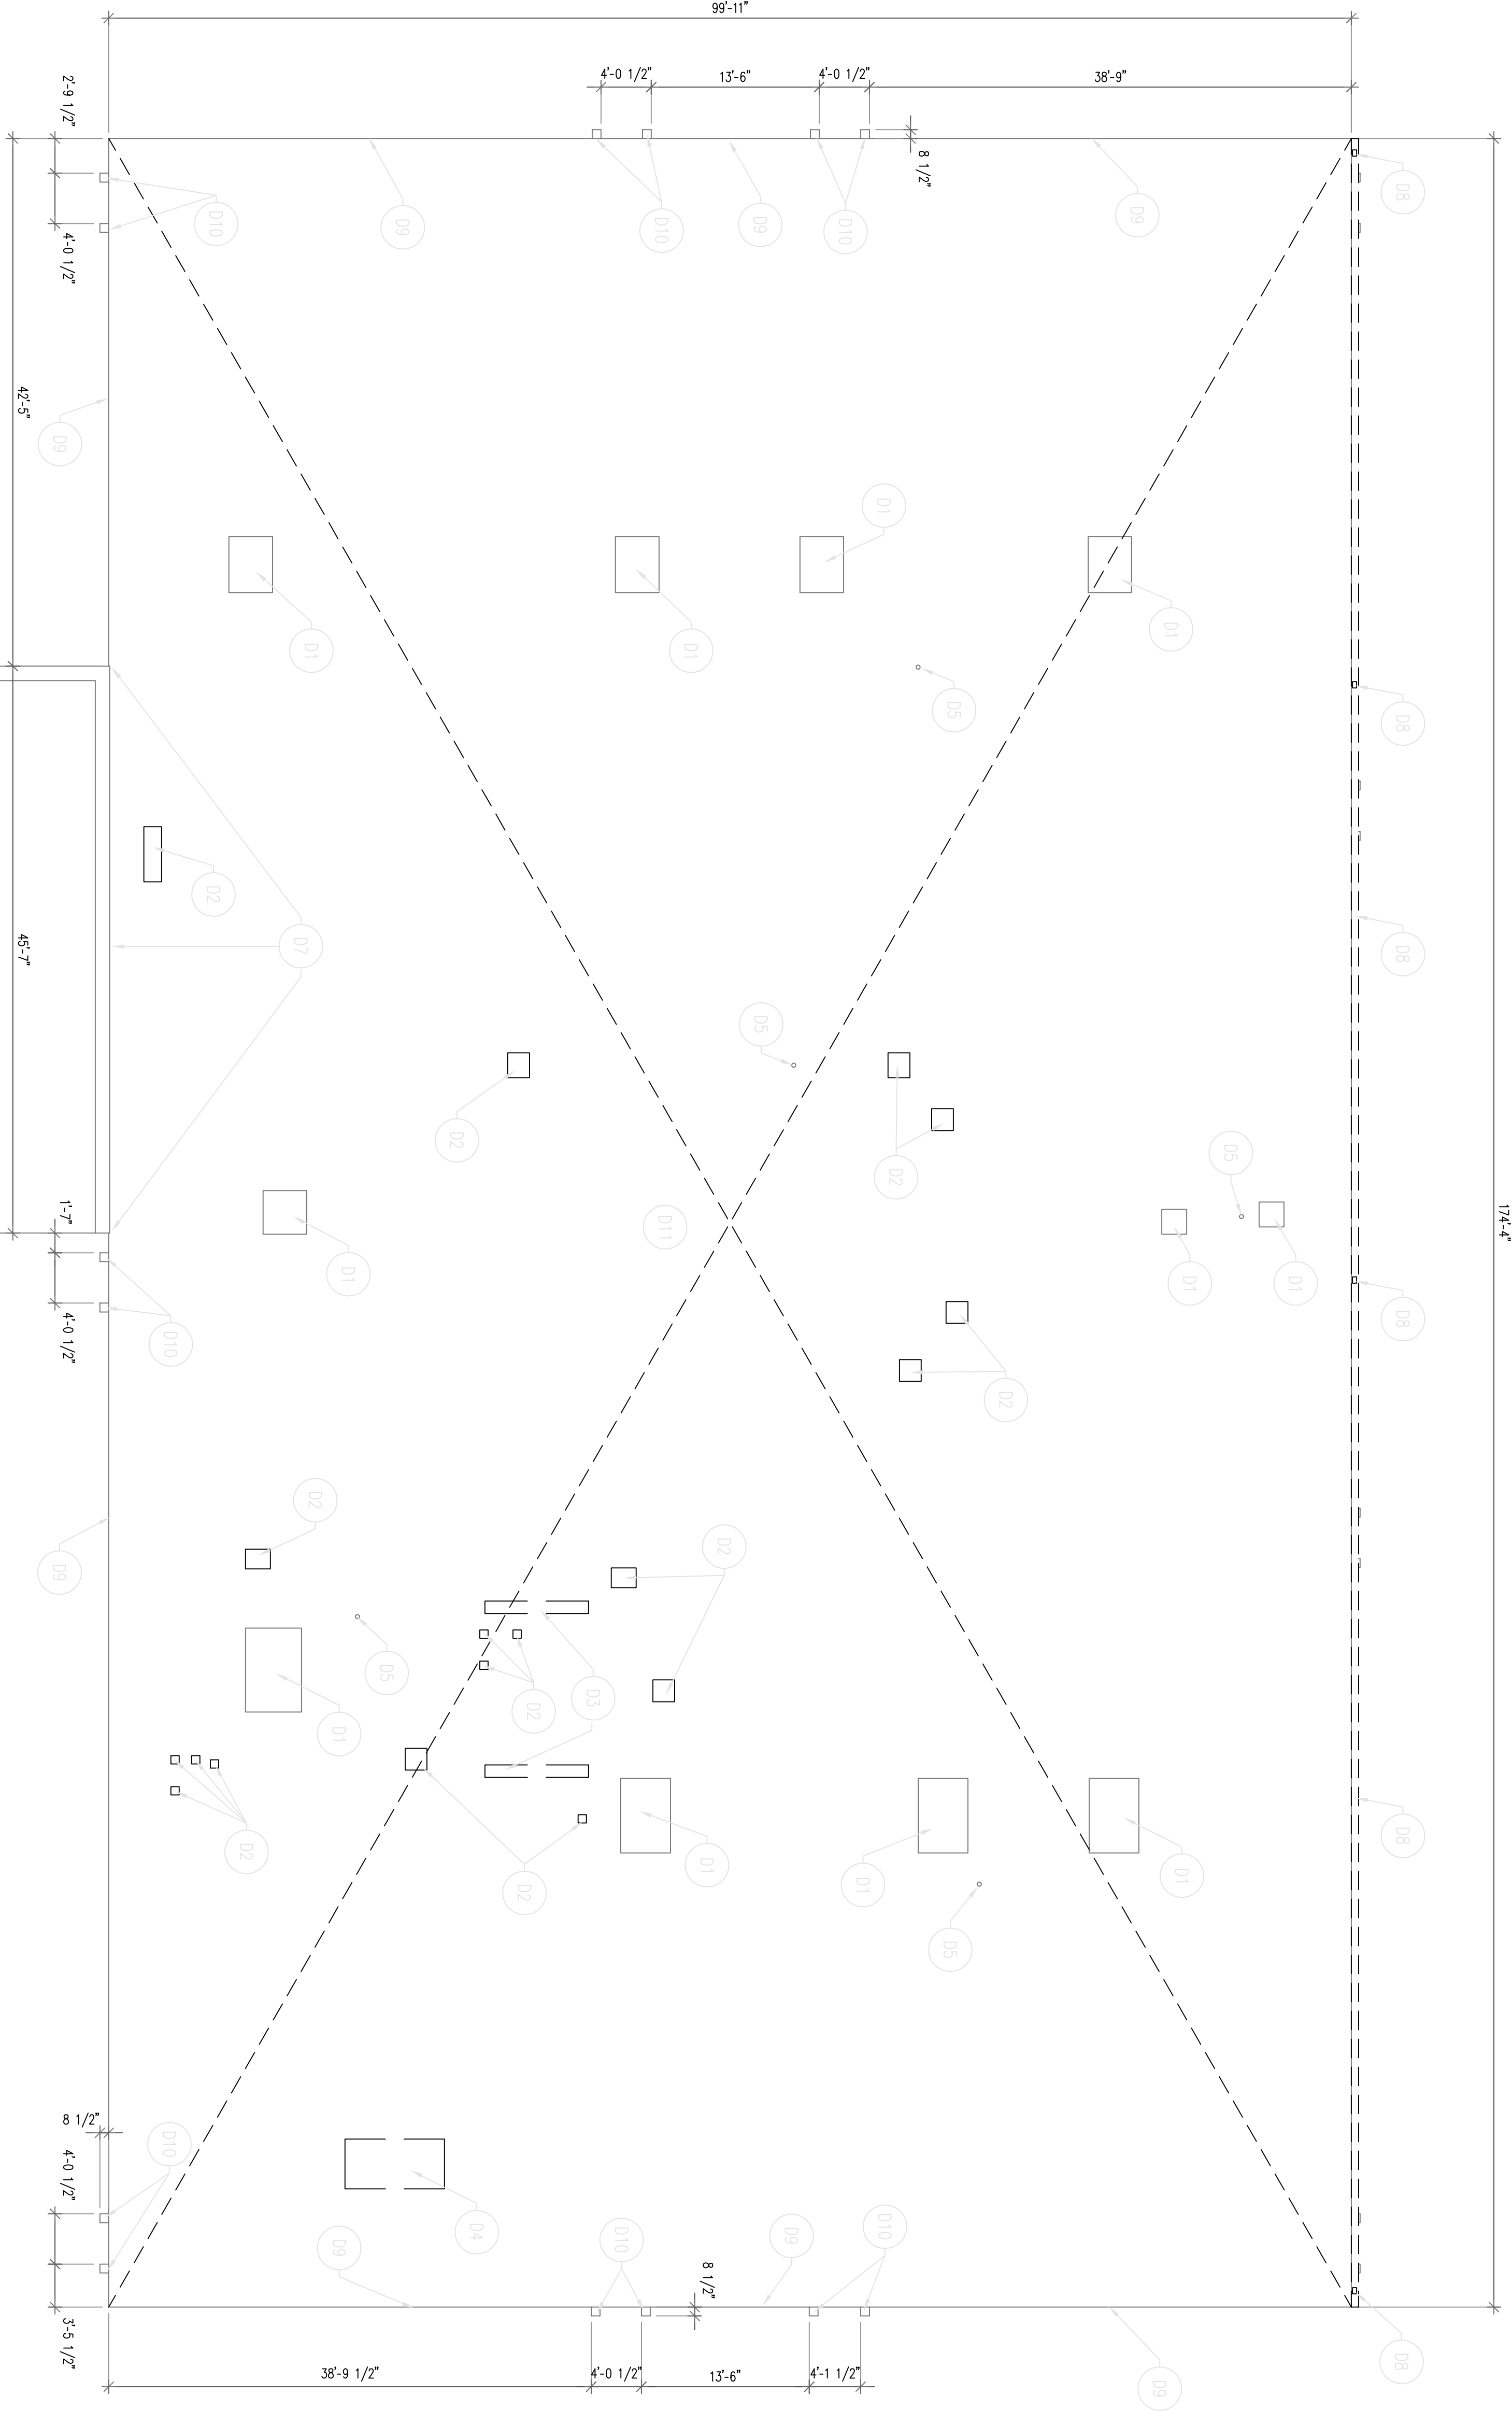 99'-11"
4'-0 1/2"
13'-6"
4'-0 1/2"
38'-9"
2'-9 1/2"
8 1/2"
D8
D10
D9
D10
D9
D10
D9
4'-0 1/2"
42'-5"
D9
D1
D1
D1
D1
D5
D8
D2
45'-7"
D7
D8
D5
D2
D2
D5
174'-4"
1'-7"
D11
D1
D1
D1
D8
4'-0 1/2"
D10
D2
D2
D2
D9
D5
D3
D2
D1
D2
D2
D1
D1
D1
D8
D5
8 1/2"
D10
4'-0 1/2"
D4
D9
D10
D9
D10
8 1/2"
3'-5 1/2"
D8
38'-9 1/2"
4'-0 1/2"
13'-6"
4'-1 1/2"
D9